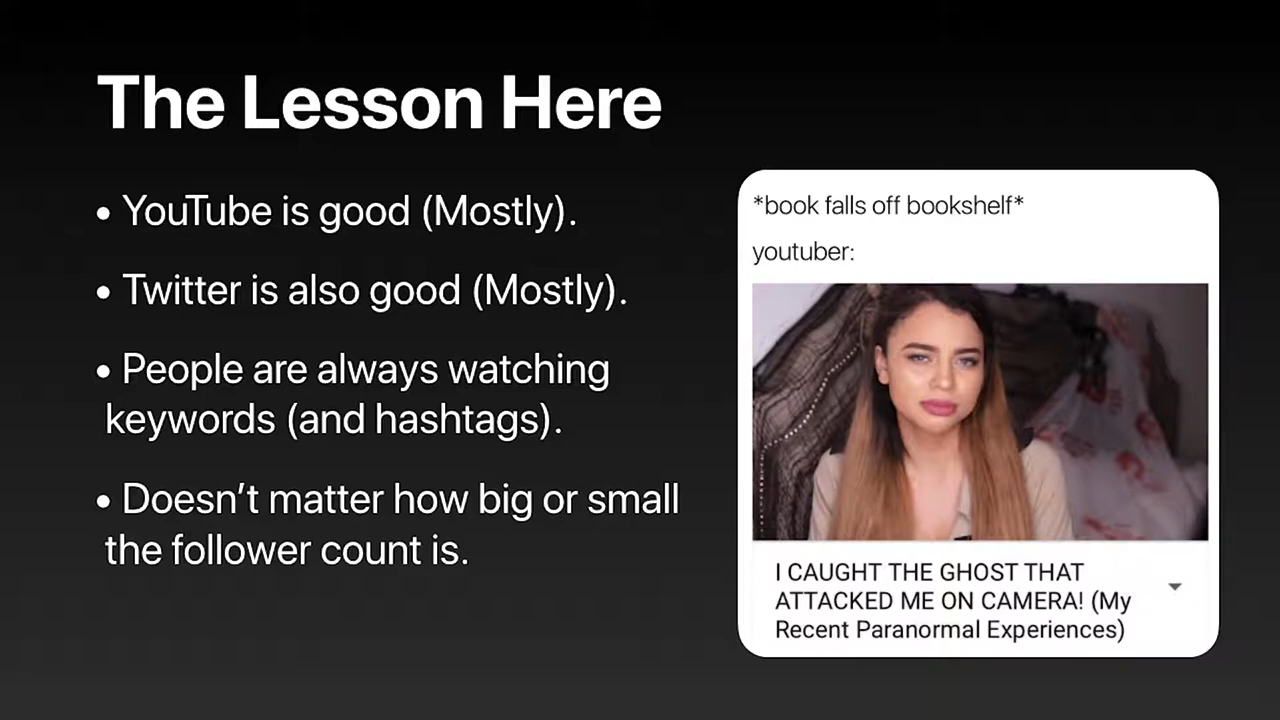 The Lesson Here
• YouTube is good (Mostly).
• Twitter is also good (Mostly).
• People are always watching
keywords (and hashtags).
• Doesn’t matter how big or small
the follower count is.
*book falls off bookshelf*
youtuber:
I CAUGHT THE GHOST THAT
ATTACKED ME ON CAMERA! (My
Recent Paranormal Experiences)